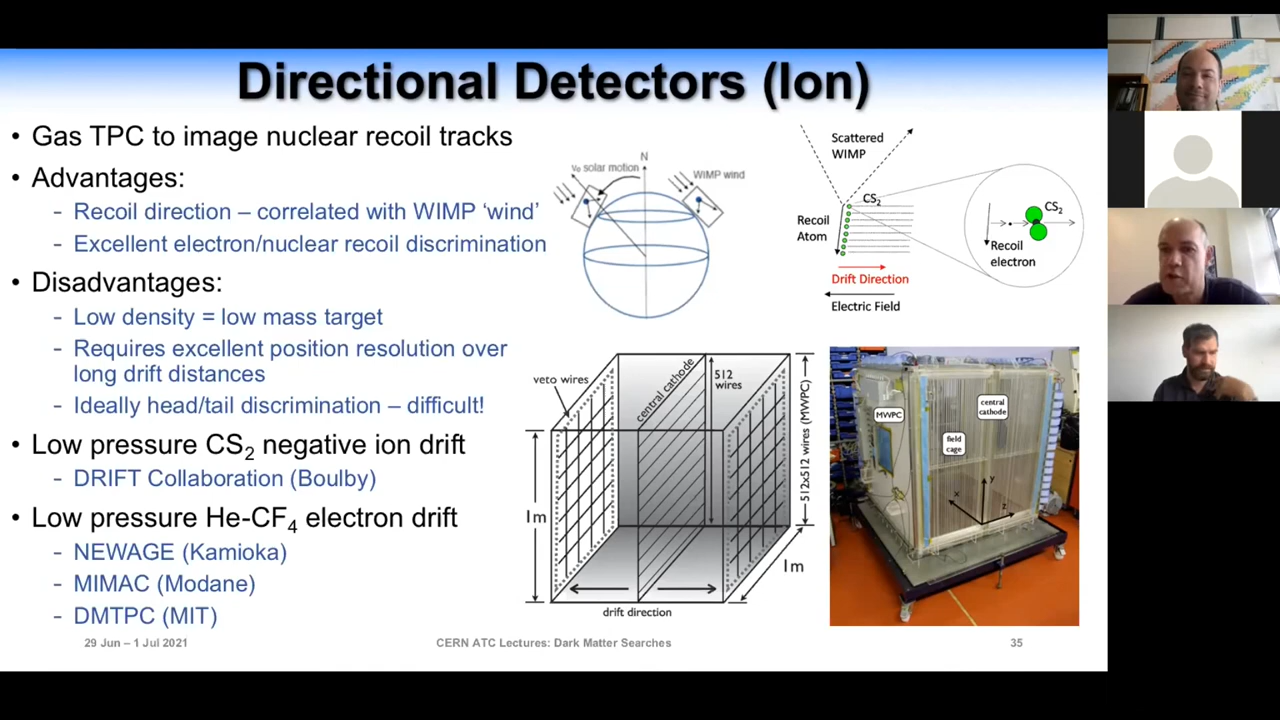 Directional Detectors (Ion)
• Gas TPC to image nuclear recoil tracks
• Advantages:
- Recoil direction – correlated with WIMP ‘wind’
- Excellent electron/nuclear recoil discrimination
• Disadvantages:
- Low density = low mass target
- Requires excellent position resolution over
long drift distances
- Ideally head/tail discrimination – difficult!
• Low pressure CS2 negative ion drift
- DRIFT Collaboration (Boulby)
• Low pressure He-CF4 electron drift
- NEWAGE (Kamioka)
- MIMAC (Modane)
- DMTPC (MIT)
N
solar motion
WIMP wind
Scattered
WIMP
CS2
Recoil
Atom
Drift Direction
Electric Field
CS2
Recoil
electron
veto wires
central cathode
512
wires
512x512 wires (MWPC)
1m
1m
drift direction
MWPC
central
cathode
field
cage
x
y
z
29 Jun – 1 Jul 2021
CERN ATC Lectures: Dark Matter Searches
35